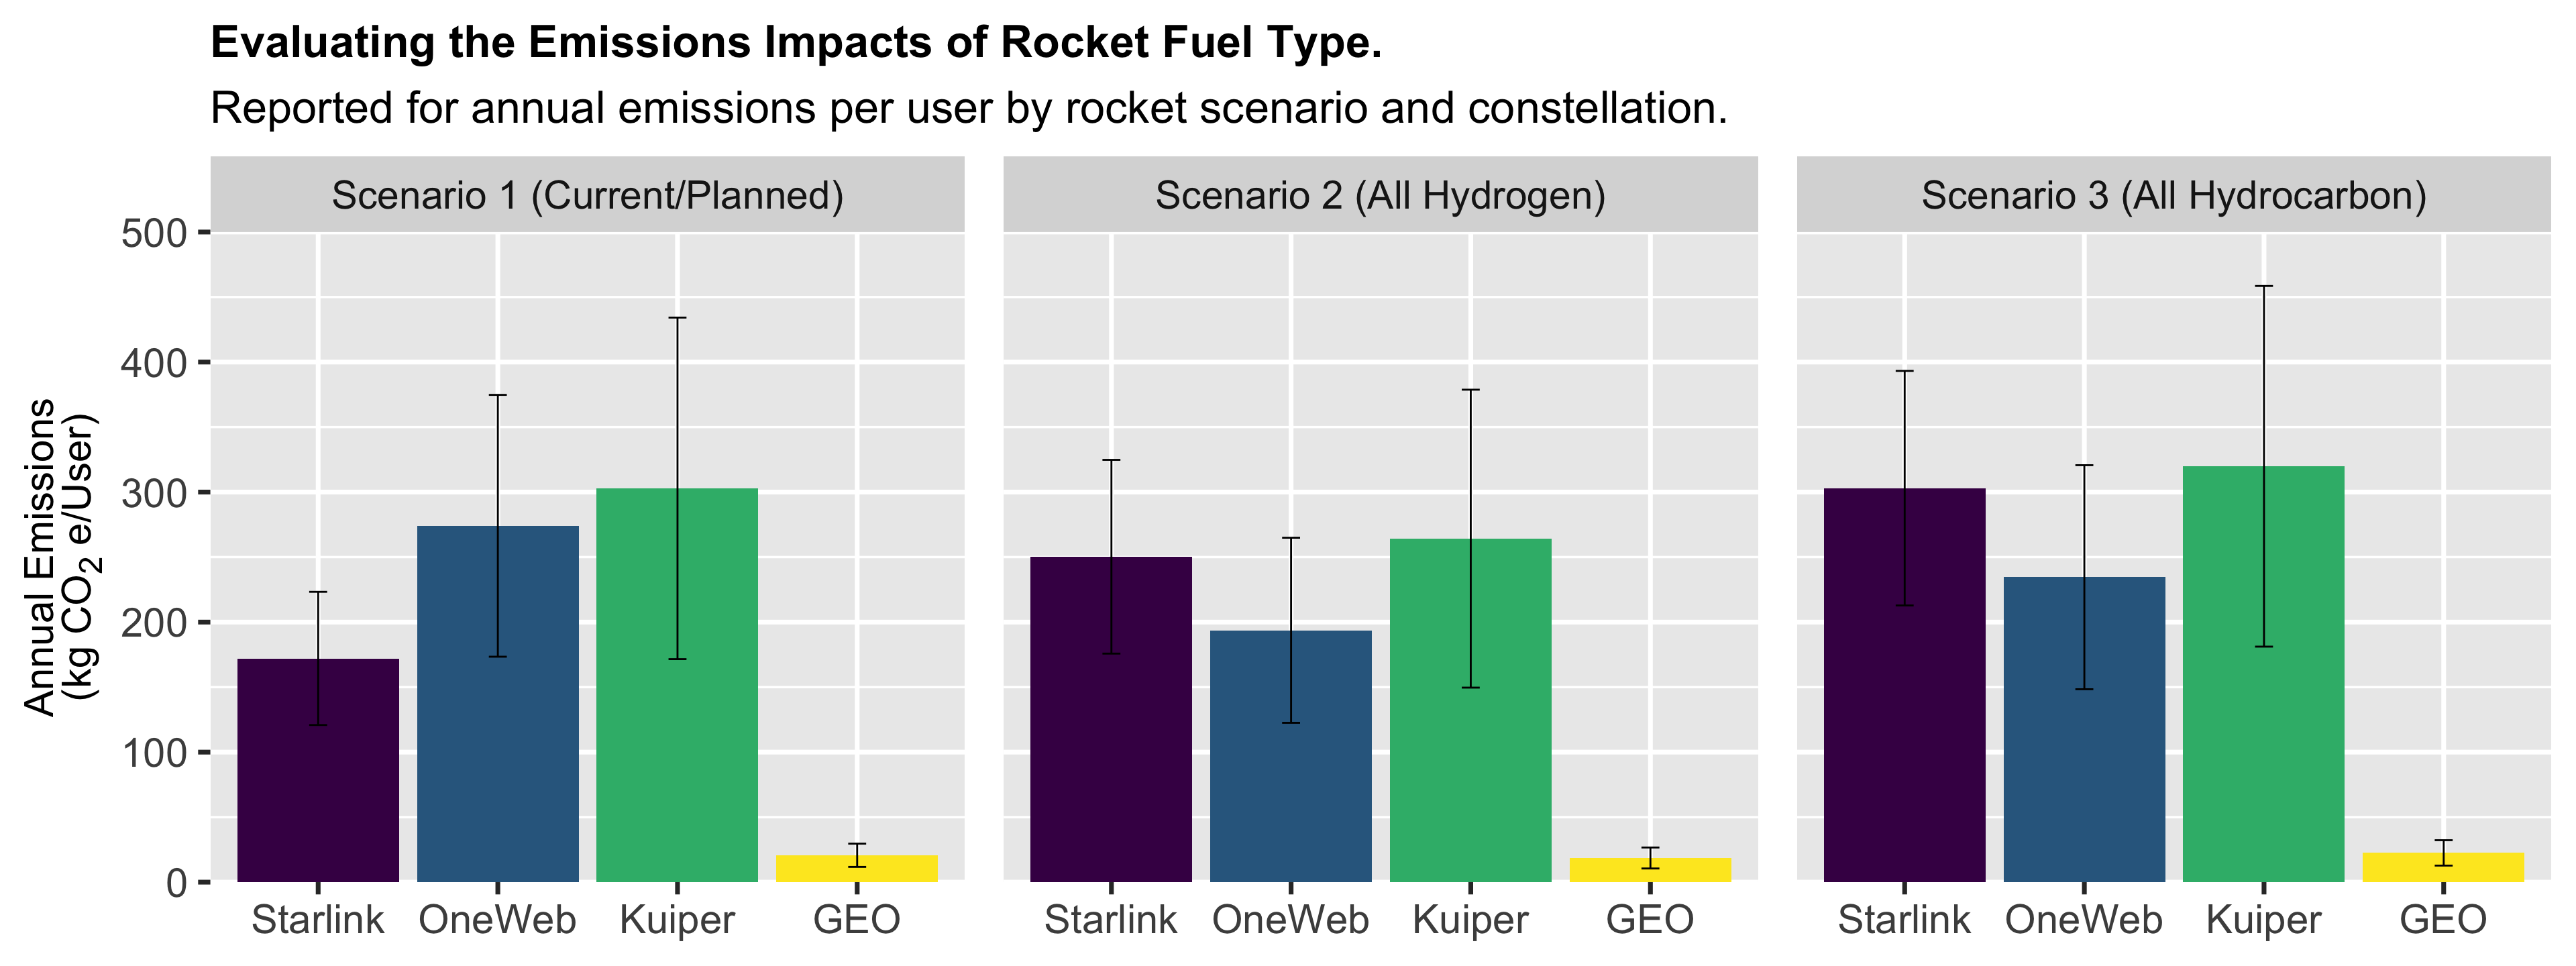 Evaluating the Emissions Impacts of Rocket Fuel Type.
Reported for annual emissions per user by rocket scenario and constellation.
Scenario 1 (Current/Planned)
Scenario 2 (All Hydrogen)
Scenario 3 (All Hydrocarbon)
Annual Emissions
(kg CO₂ e/User)
500
400
300
200
100
0
Starlink OneWeb Kuiper GEO
Starlink OneWeb Kuiper GEO
Starlink OneWeb Kuiper GEO